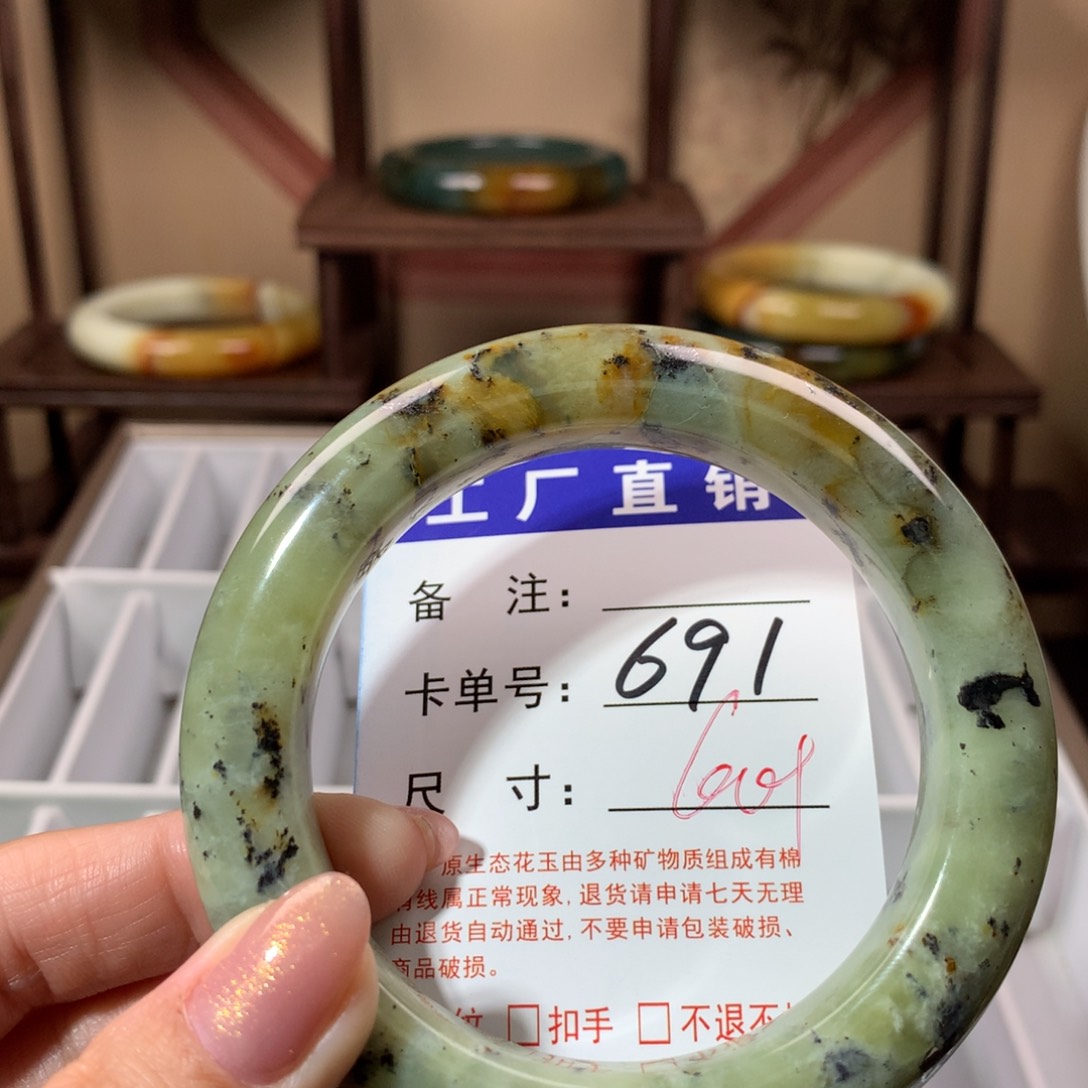 工厂直销
备 注：
卡单号：691
尺 寸：
原生态花玉由多种矿物质组成有棉
有线属正常现象，退货请申请七天无理
由退货自动通过，不要申请包装破损、
商品破损。
纹 □扣手 □不退不